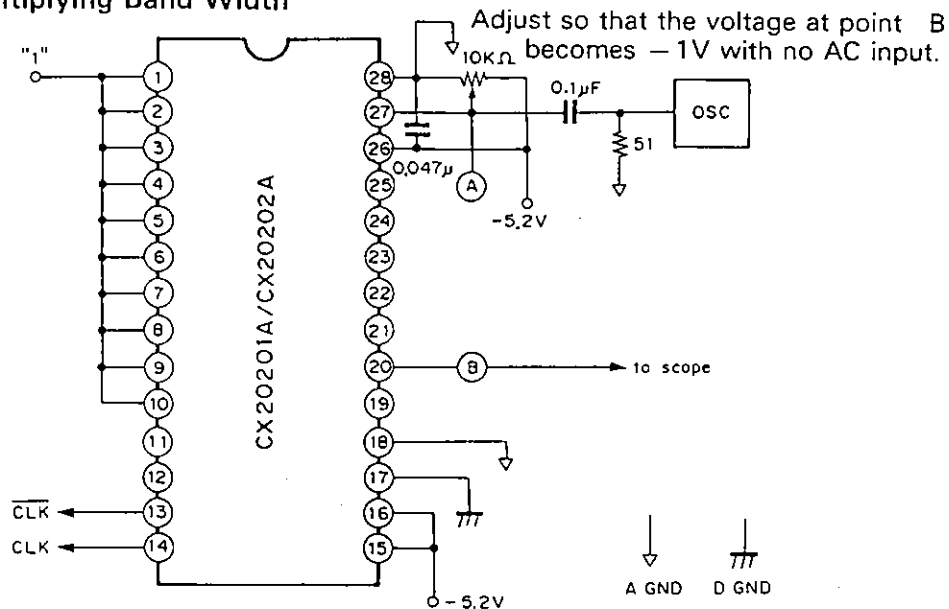 Multiplying Band Width
Adjust so that the voltage at point B
becomes – 1V with no AC input.
"1"
10KΩ
0.1μF
OSC
51
0.047μ
A
-5.2V
1
2
3
4
5
6
7
8
9
10
11
12
13
14
CX20201A/CX20202A
28
27
26
25
24
23
22
21
20
19
18
17
16
15
B
to scope
CLK
CLK
-5.2V
A GND
D GND